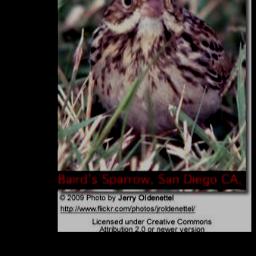 Baird's Sparrow, San Diego CA.
© 2009 Photo by Jerry Oldenettel
http://www.flickr.com/photos/jroldenettel/
Licensed under Creative Commons
Attribution 2.0 or newer version